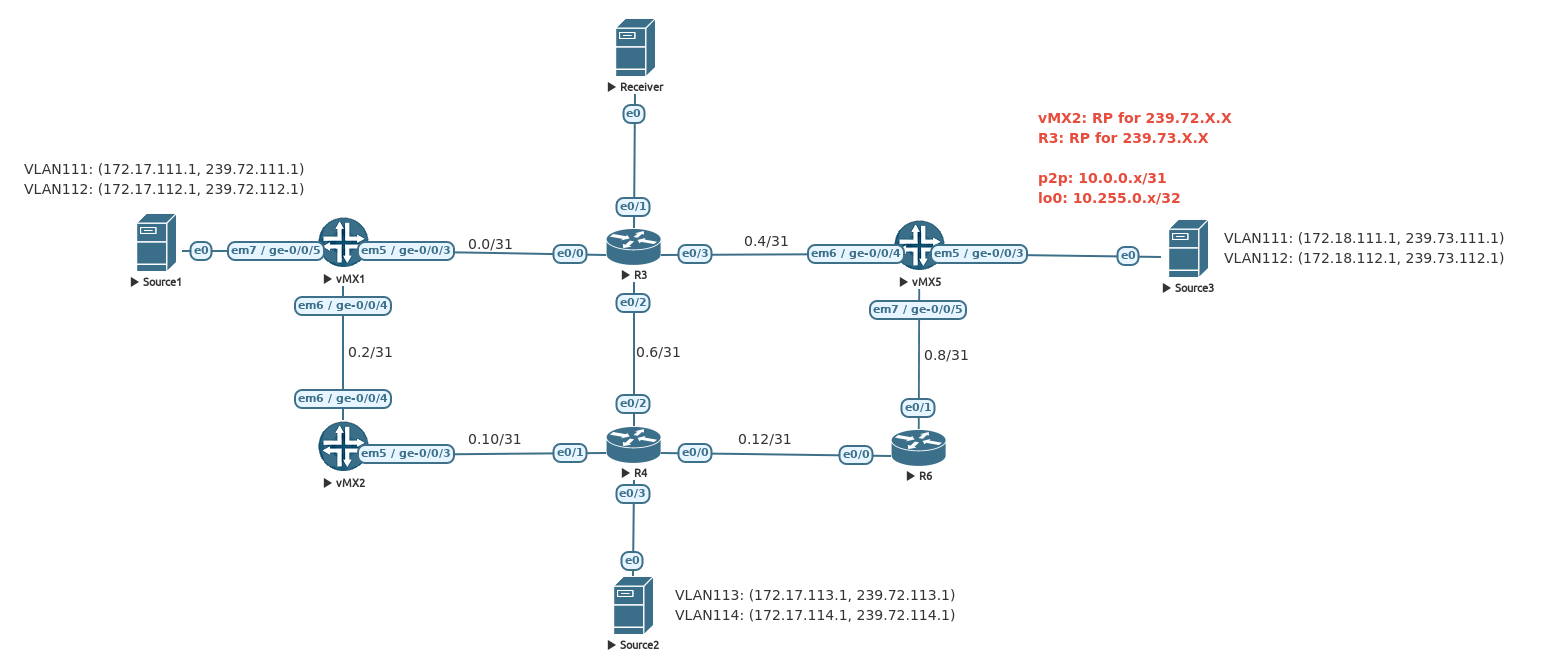 ▶ Receiver
e0
vMX2: RP for 239.72.X.X
R3: RP for 239.73.X.X
p2p: 10.0.0.x/31
lo0: 10.255.0.x/32
VLAN111: (172.17.111.1, 239.72.111.1)
VLAN112: (172.17.112.1, 239.72.112.1)
e0/1
e0
em7 / ge-0/0/5
em5 / ge-0/0/3
0.0/31
e0/0
e0/3
0.4/31
em6 / ge-0/0/4
em5 / ge-0/0/3
e0
VLAN111: (172.18.111.1, 239.73.111.1)
VLAN112: (172.18.112.1, 239.73.112.1)
▶ Source1
▶ vMX1
▶ R3
▶ vMX5
▶ Source3
em6 / ge-0/0/4
e0/2
em7 / ge-0/0/5
0.2/31
0.6/31
0.8/31
em6 / ge-0/0/4
e0/2
e0/1
em5 / ge-0/0/3
0.10/31
e0/1
e0/0
0.12/31
e0/0
▶ vMX2
▶ R4
▶ R6
e0/3
e0
VLAN113: (172.17.113.1, 239.72.113.1)
VLAN114: (172.17.114.1, 239.72.114.1)
▶ Source2